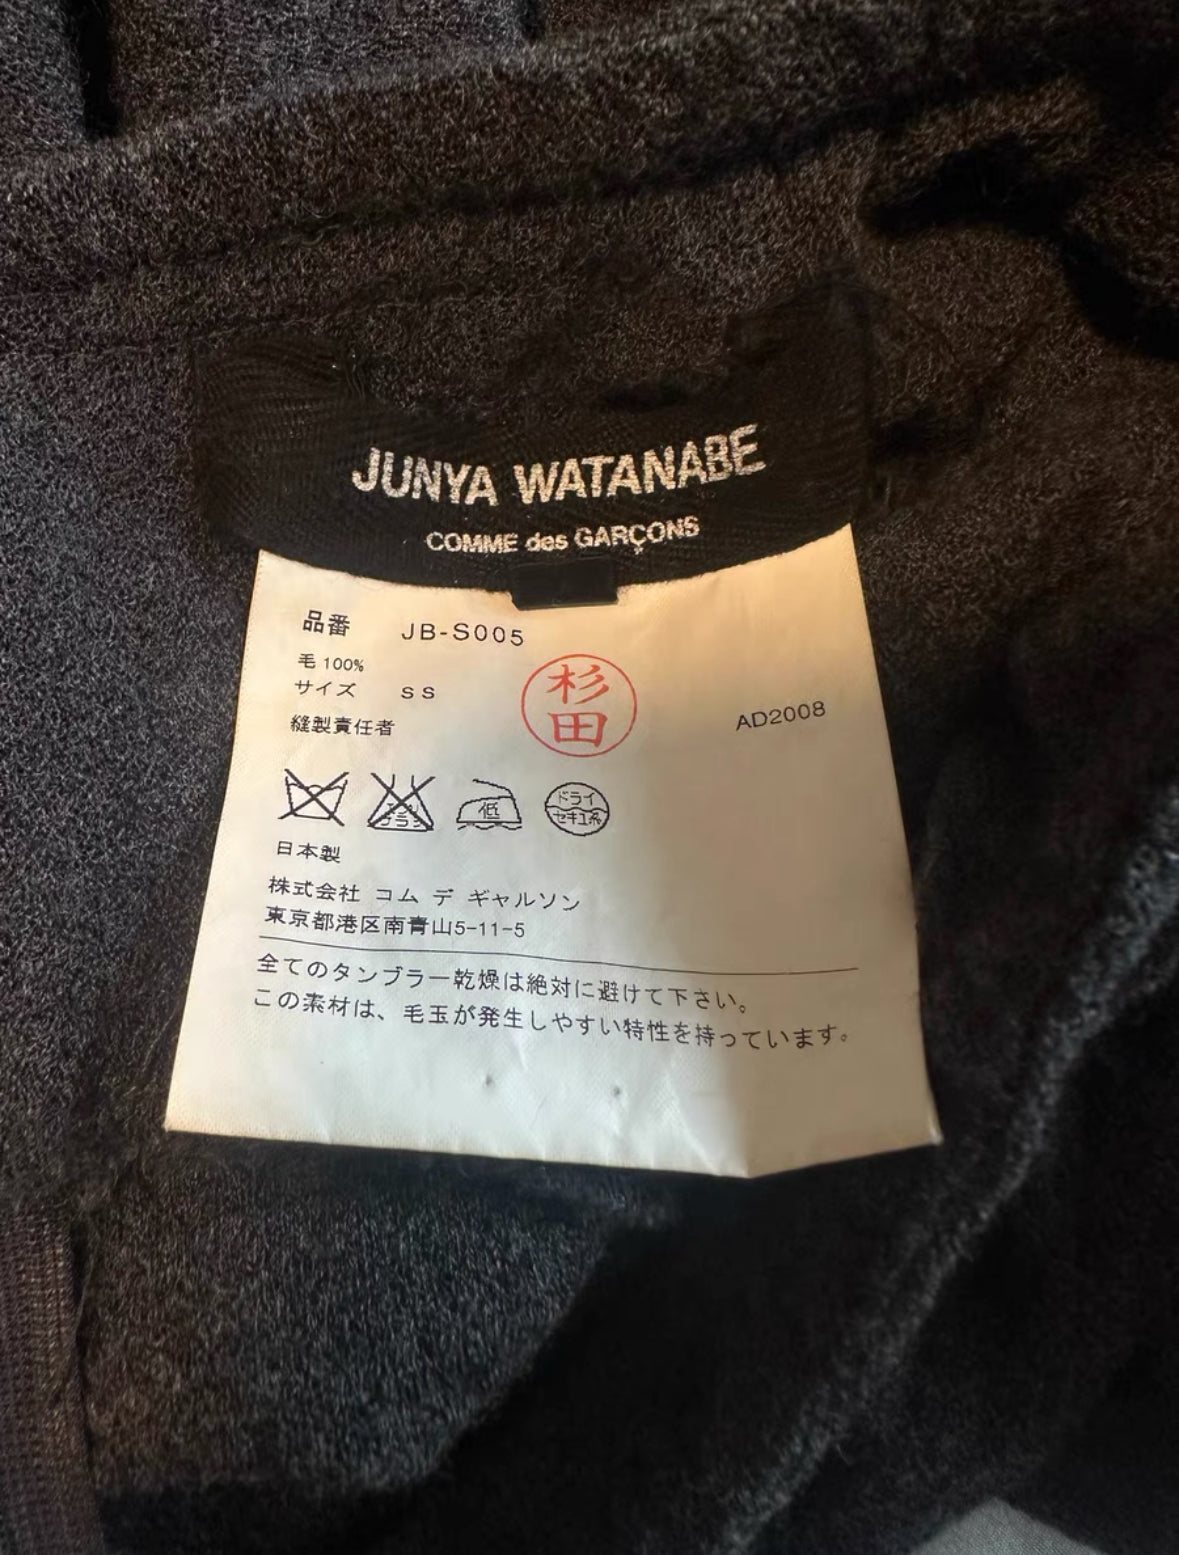 JUNYA WATANABE
COMME des GARÇONS
品番 JB-S005
毛 100%
サイズ SS
縫製責任者
杉田
AD2008
低
ドライ
セキユ系
日本製
株式会社 コム デ ギャルソン
東京都港区南青山5-11-5
全てのタンブラー乾燥は絶対に避けて下さい。
この素材は、毛玉が発生しやすい特性を持っています。